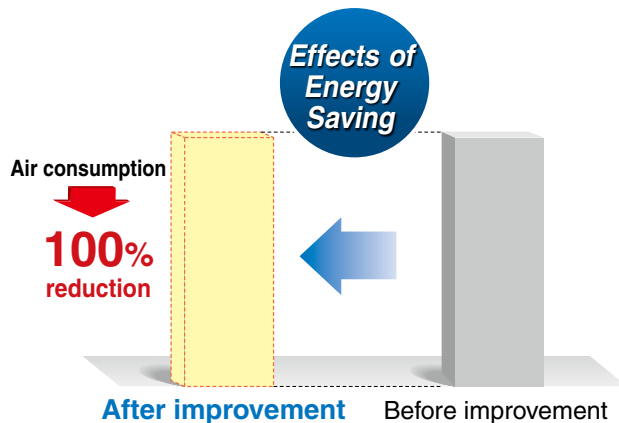 Effects of
Energy
Saving
Air consumption
100%
reduction
After improvement
Before improvement